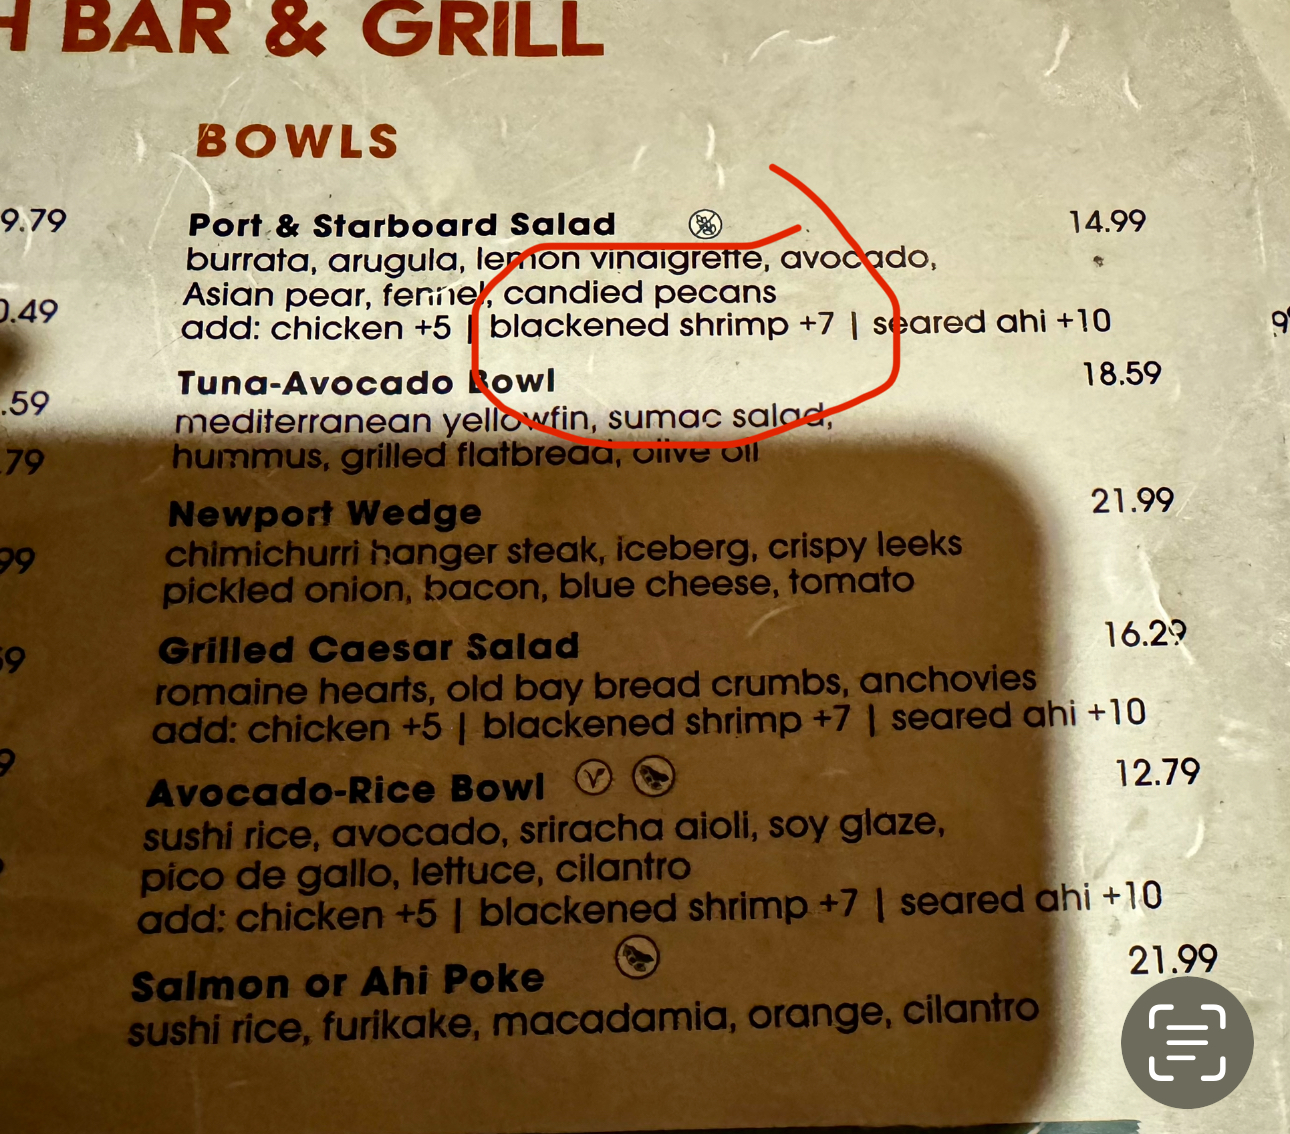 H BAR & GRILL
BOWLS
9.79
Port & Starboard Salad 14.99
burrata, arugula, lemon vinaigrette, avocado,
0.49
Asian pear, fennel, candied pecans
add: chicken +5 | blackened shrimp +7 | seared ahi +10
.59
Tuna-Avocado Bowl 18.59
mediterranean yellowfin, sumac salad,
.79
hummus, grilled flatbread, olive oil
Newport Wedge 21.99
99
chimichurri hanger steak, iceberg, crispy leeks
pickled onion, bacon, blue cheese, tomato
59
Grilled Caesar Salad 16.29
romaine hearts, old bay bread crumbs, anchovies
add: chicken +5 | blackened shrimp +7 | seared ahi +10
9
Avocado-Rice Bowl V 12.79
sushi rice, avocado, sriracha aioli, soy glaze,
pico de gallo, lettuce, cilantro
add: chicken +5 | blackened shrimp +7 | seared ahi +10
Salmon or Ahi Poke 21.99
sushi rice, furikake, macadamia, orange, cilantro